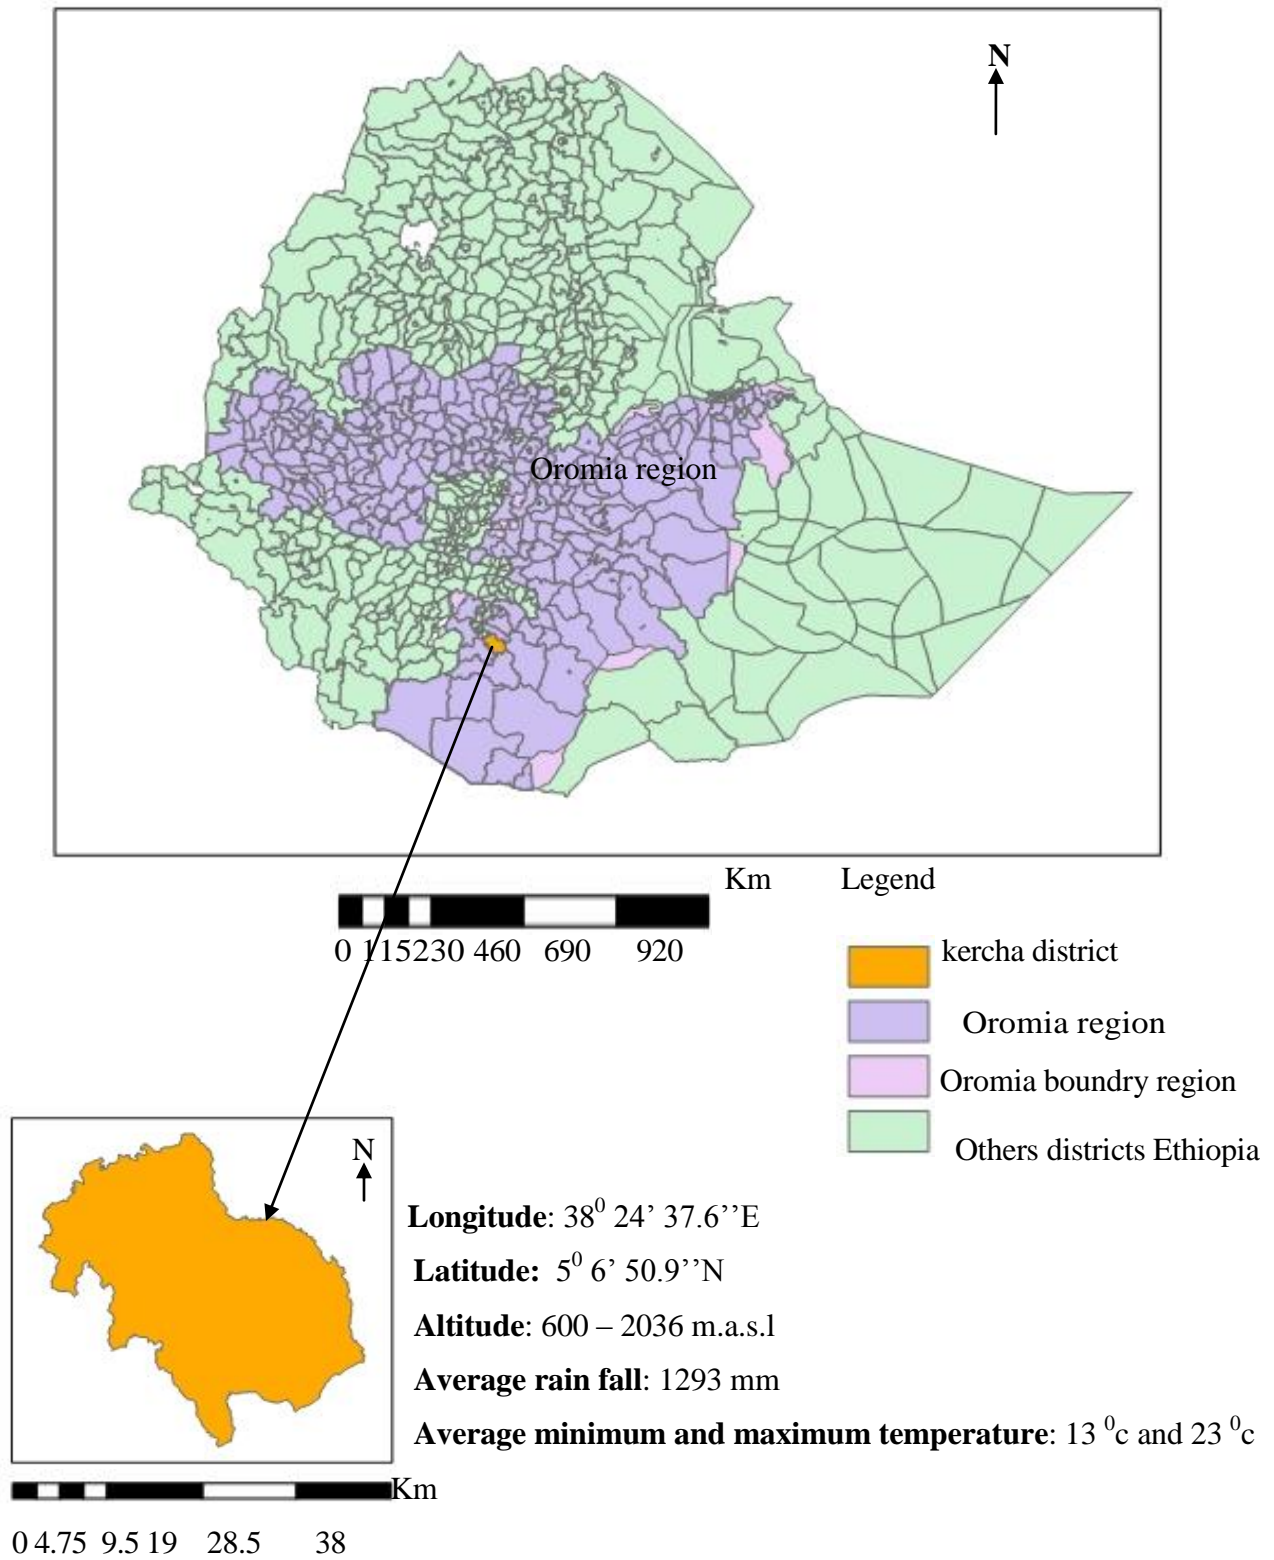 N
Oromia region
Km
Legend
0 115230 460 690 920
kercha district
Oromia region
Oromia boundry region
Others districts Ethiopia
N
Longitude: 38⁰ 24’ 37.6’’E
Latitude: 5⁰ 6’ 50.9’’N
Altitude: 600 – 2036 m.a.s.l
Average rain fall: 1293 mm
Average minimum and maximum temperature: 13 ⁰c and 23 ⁰c
Km
0 4.75 9.5 19 28.5 38